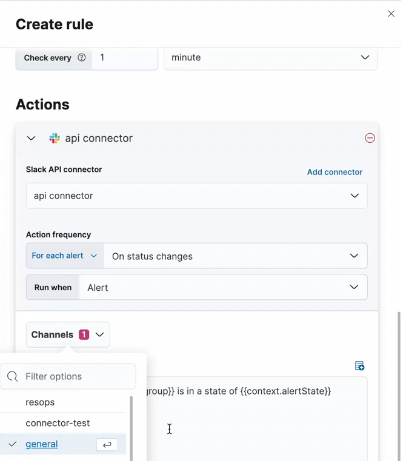 Create rule
Check every 1 minute
Actions
api connector
Slack API connector Add connector
api connector
Action frequency
For each alert On status changes
Run when Alert
Channels 1
Filter options
group}} is in a state of {{context.alertState}}
resops
connector-test
general